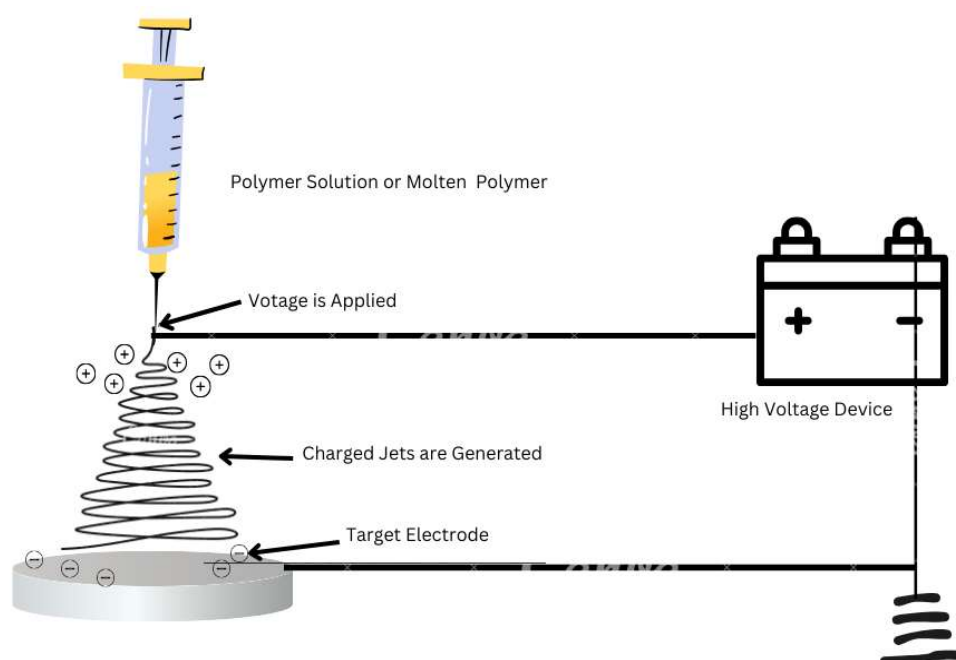 Polymer Solution or Molten Polymer
Votage is Applied
High Voltage Device
Charged Jets are Generated
Target Electrode